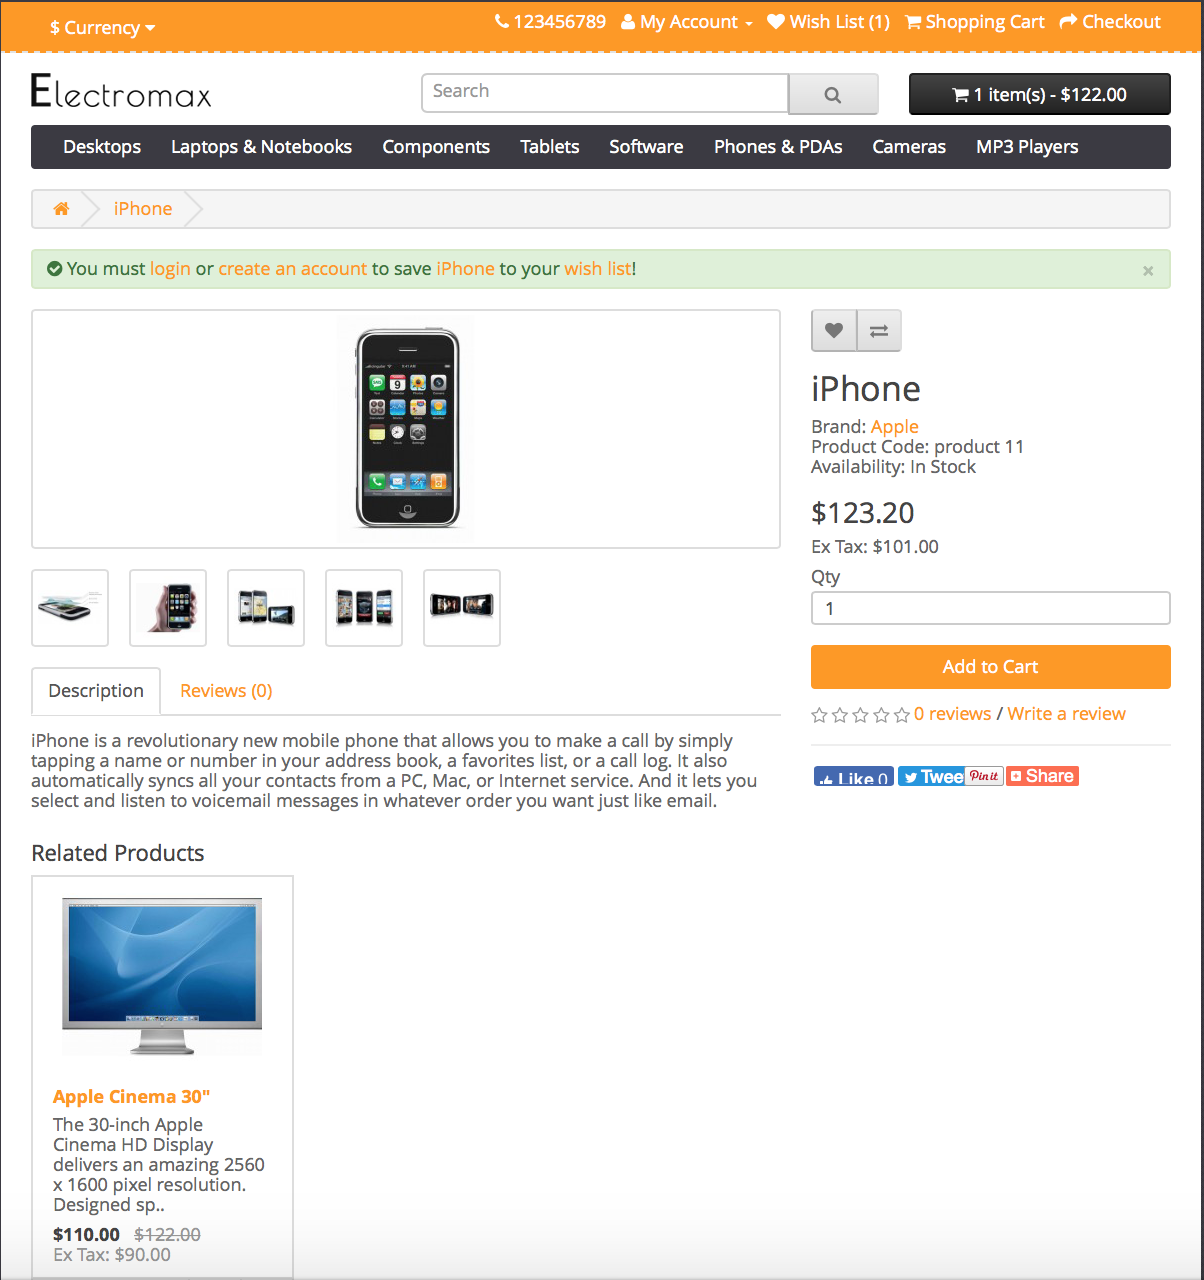 $ Currency
123456789 My Account Wish List (1) Shopping Cart Checkout
Electromax
Search
1 item(s) - $122.00
Desktops Laptops & Notebooks Components Tablets Software Phones & PDAs Cameras MP3 Players
iPhone
You must login or create an account to save iPhone to your wish list!
×
iPhone
Brand: Apple
Product Code: product 11
Availability: In Stock
$123.20
Ex Tax: $101.00
Qty
1
Add to Cart
0 reviews / Write a review
Like 0 Twee Pin it Share
Description Reviews (0)
iPhone is a revolutionary new mobile phone that allows you to make a call by simply
tapping a name or number in your address book, a favorites list, or a call log. It also
automatically syncs all your contacts from a PC, Mac, or Internet service. And it lets you
select and listen to voicemail messages in whatever order you want just like email.
Related Products
Apple Cinema 30"
The 30-inch Apple
Cinema HD Display
delivers an amazing 2560
x 1600 pixel resolution.
Designed sp..
$110.00 $122.00
Ex Tax: $90.00